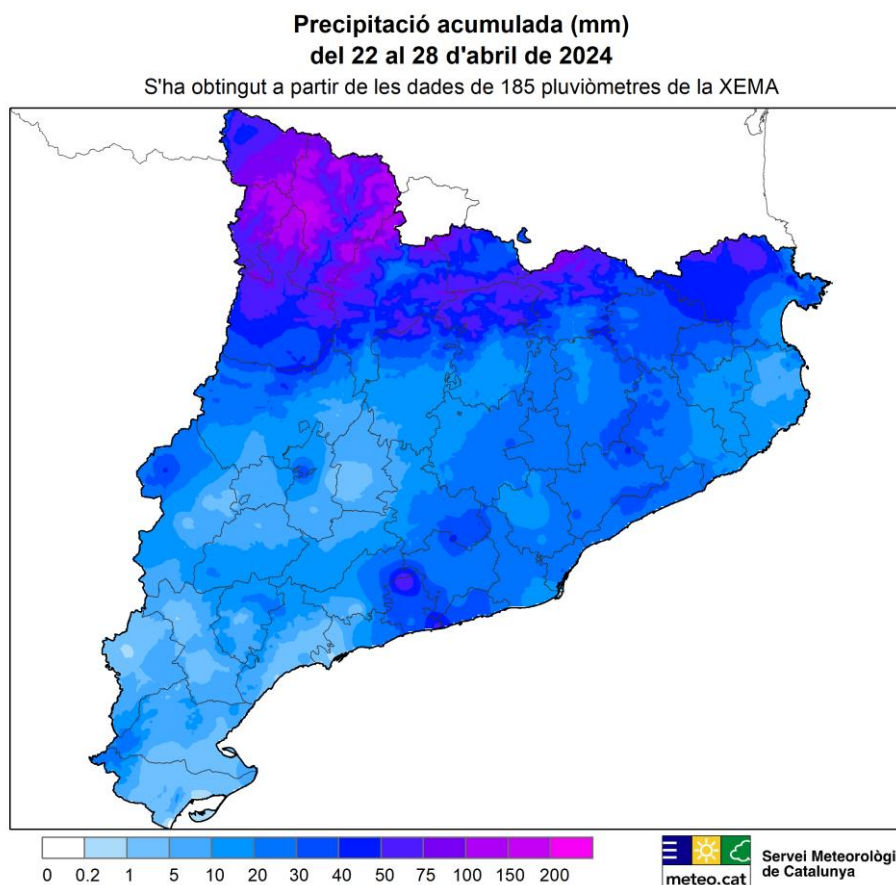 Precipitació acumulada (mm)
del 22 al 28 d'abril de 2024
S'ha obtingut a partir de les dades de 185 pluviòmetres de la XEMA
0 0.2 1 5 10 20 30 40 50 75 100 150 200
meteo.cat
Servei Meteorològi
de Catalunya